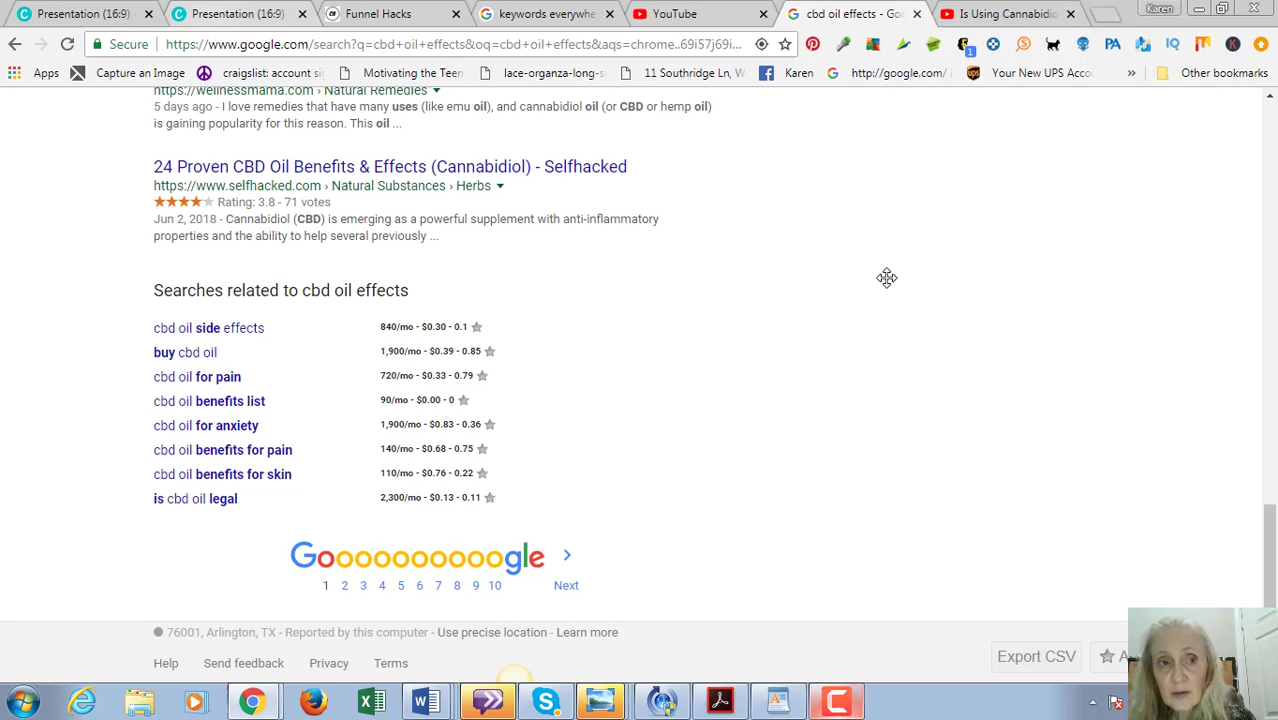 Presentation (16:9)
Presentation (16:9)
Funnel Hacks
keywords everywhe
YouTube
cbd oil effects - Goo
Is Using Cannabidio
Karen
Secure
https://www.google.com/search?q=cbd+oil+effects&oq=cbd+oil+effects&aqs=chrome...69i57j69i...
Apps
Capture an Image
craigslist:account sig
Motivating the Teen
lace-organza-long-s
11 Southridge Ln, W
Karen
http://google.com/
Your New UPS Accou
Other bookmarks
https://wellnessmama.com › Natural Remedies
5 days ago - I love remedies that have many uses (like emu oil), and cannabidiol oil (or CBD or hemp oil)
is gaining popularity for this reason. This oil ...
24 Proven CBD Oil Benefits & Effects (Cannabidiol) - Selfhacked
https://www.selfhacked.com › Natural Substances › Herbs
Rating: 3.8 - 71 votes
Jun 2, 2018 - Cannabidiol (CBD) is emerging as a powerful supplement with anti-inflammatory
properties and the ability to help several previously ...
Searches related to cbd oil effects
cbd oil side effects 840/mo - $0.30 - 0.1
buy cbd oil 1,900/mo - $0.39 - 0.85
cbd oil for pain 720/mo - $0.33 - 0.79
cbd oil benefits list 90/mo - $0.00 - 0
cbd oil for anxiety 1,900/mo - $0.83 - 0.36
cbd oil benefits for pain 140/mo - $0.68 - 0.75
cbd oil benefits for skin 110/mo - $0.76 - 0.22
is cbd oil legal 2,300/mo - $0.13 - 0.11
Goooooooooogle
1 2 3 4 5 6 7 8 9 10 Next
76001, Arlington, TX - Reported by this computer - Use precise location - Learn more
Help Send feedback Privacy Terms
Export CSV